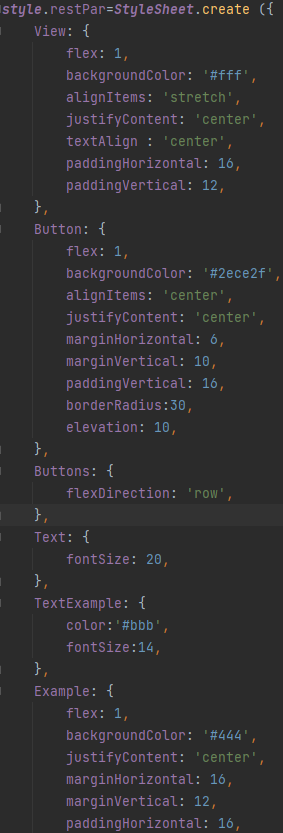 style.restPar=StyleSheet.create ({
View: {
flex: 1,
backgroundColor: '#fff',
alignItems: 'stretch',
justifyContent: 'center',
textAlign : 'center',
paddingHorizontal: 16,
paddingVertical: 12,
},
Button: {
flex: 1,
backgroundColor: '#2ece2f',
alignItems: 'center',
justifyContent: 'center',
marginHorizontal: 6,
marginVertical: 10,
paddingVertical: 16,
borderRadius:30,
elevation: 10,
},
Buttons: {
flexDirection: 'row',
},
Text: {
fontSize: 20,
},
TextExample: {
color:'#bbb',
fontSize:14,
},
Example: {
flex: 1,
backgroundColor: '#444',
justifyContent: 'center',
marginHorizontal: 16,
marginVertical: 12,
paddingHorizontal: 16,